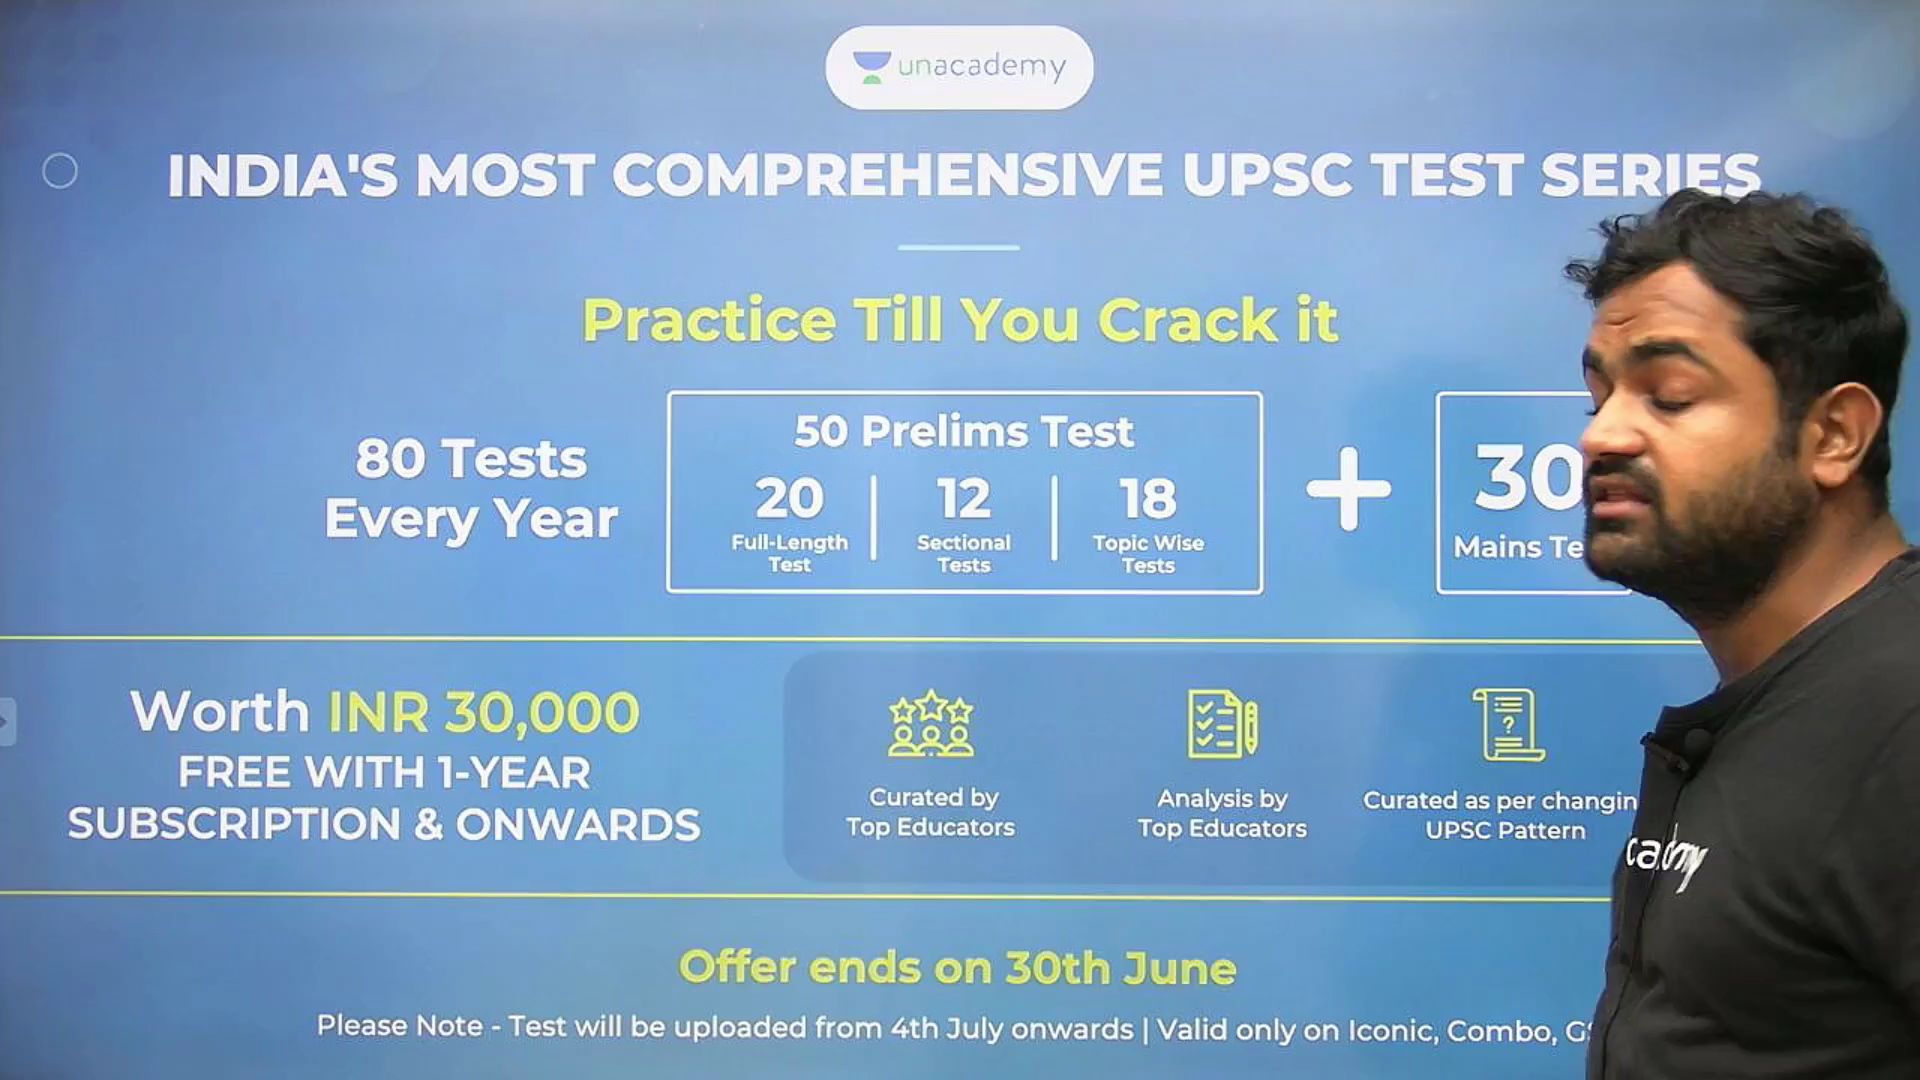 unacademy
INDIA'S MOST COMPREHENSIVE UPSC TEST SERIES
Practice Till You Crack it
80 Tests
Every Year
50 Prelims Test
20
Full-Length
Test
12
Sectional
Tests
18
Topic Wise
Tests
+
30
Mains
Worth INR 30,000
FREE WITH 1-YEAR
SUBSCRIPTION & ONWARDS
Curated by
Top Educators
Analysis by
Top Educators
Curated as per
UPSC Pattern
Offer ends on 30th June
Please Note - Test will be uploaded from 4th July onwards | Valid only on Iconic, Combo,